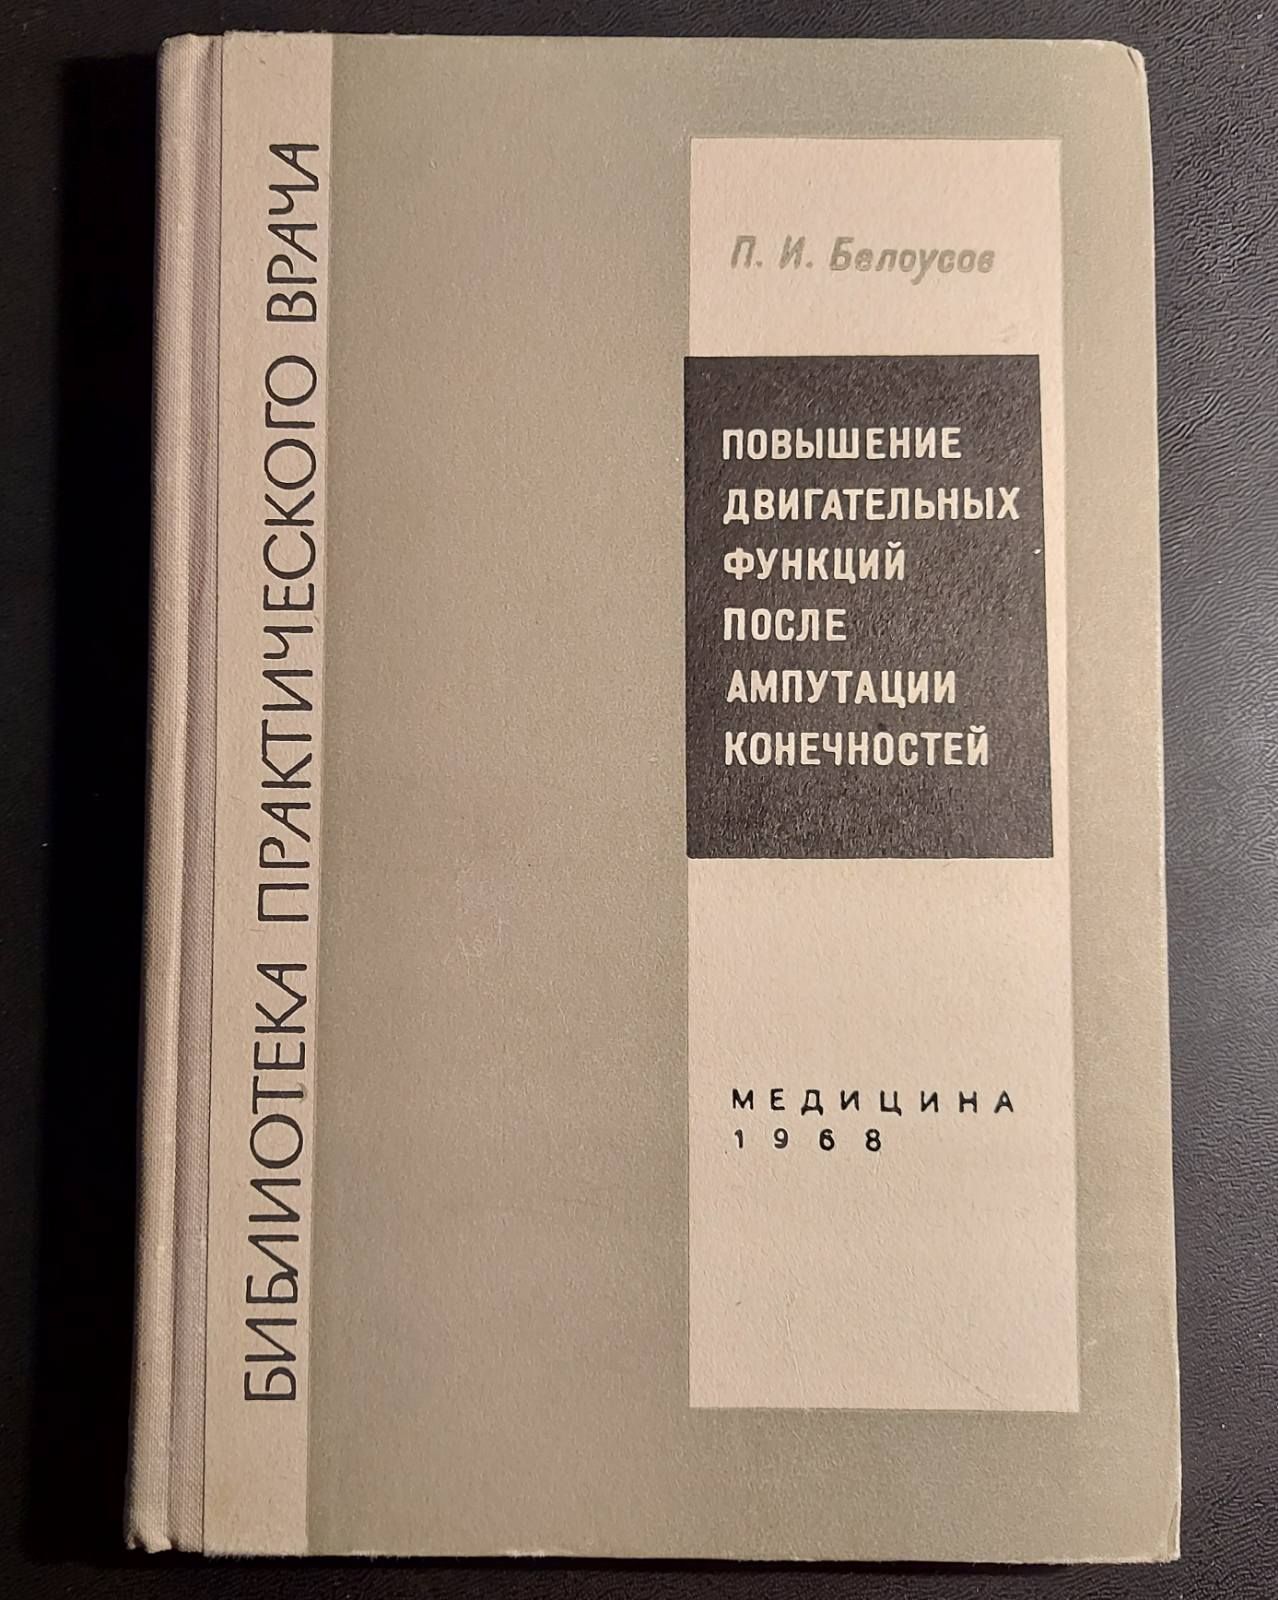 БИБЛИОТЕКА ПРАКТИЧЕСКОГО ВРАЧА
П. И. Белоусов
ПОВЫШЕНИЕ
ДВИГАТЕЛЬНЫХ
ФУНКЦИЙ
ПОСЛЕ
АМПУТАЦИИ
КОНЕЧНОСТЕЙ
МЕДИЦИНА
1968